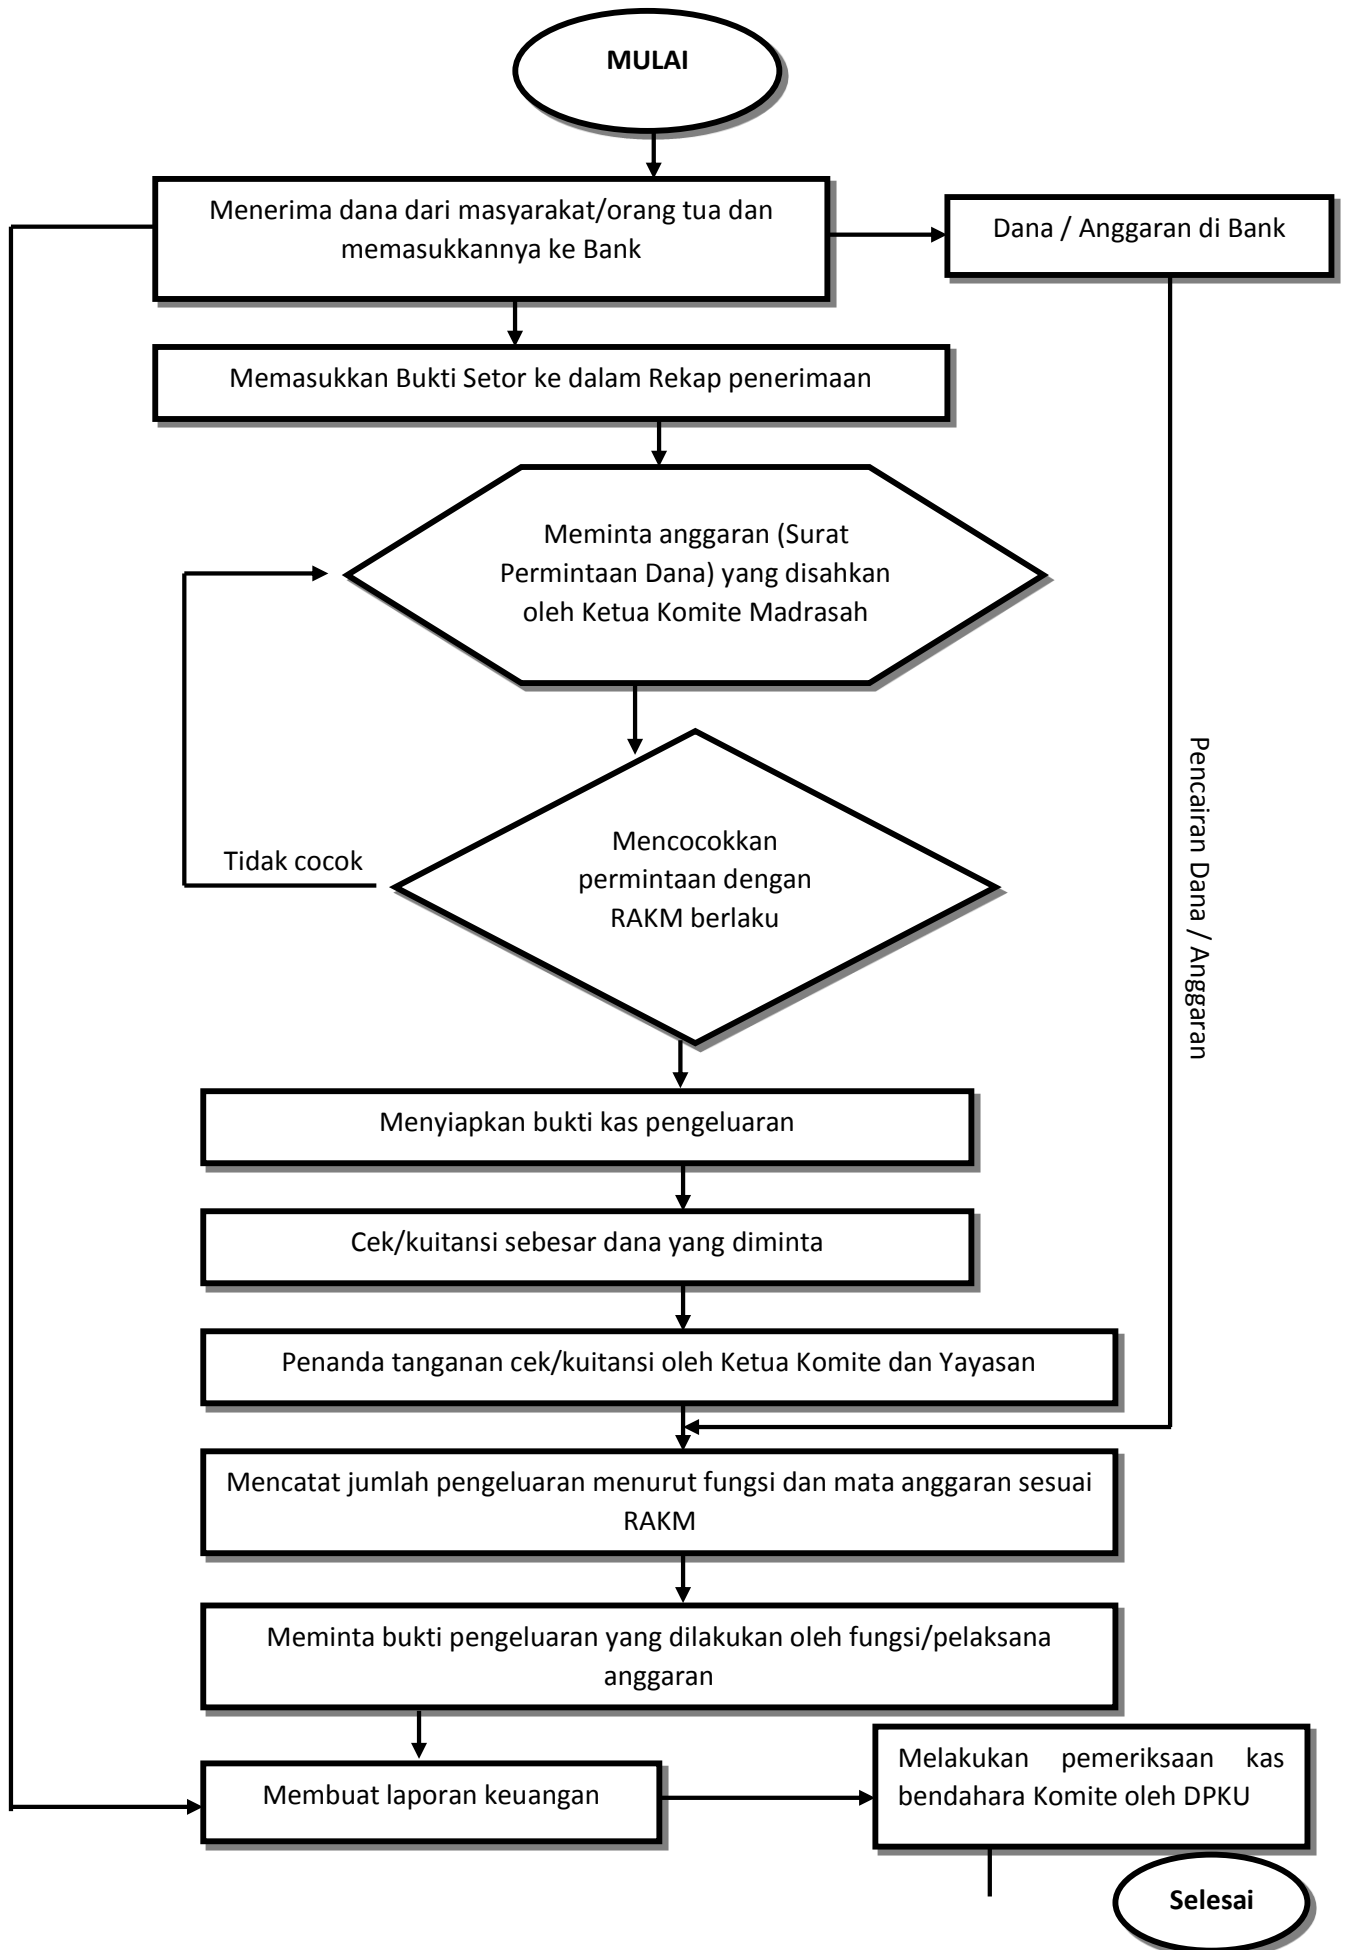 MULAI
Menerima dana dari masyarakat/orang tua dan
memasukkannya ke Bank
Dana / Anggaran di Bank
Memasukkan Bukti Setor ke dalam Rekap penerimaan
Meminta anggaran (Surat
Permintaan Dana) yang disahkan
oleh Ketua Komite Madrasah
Mencocokkan
permintaan dengan
RAKM berlaku
Tidak cocok
Pencairan Dana / Anggaran
Menyiapkan bukti kas pengeluaran
Cek/kuitansi sebesar dana yang diminta
Penanda tanganan cek/kuitansi oleh Ketua Komite dan Yayasan
Mencatat jumlah pengeluaran menurut fungsi dan mata anggaran sesuai
RAKM
Meminta bukti pengeluaran yang dilakukan oleh fungsi/pelaksana
anggaran
Membuat laporan keuangan
Melakukan pemeriksaan kas
bendahara Komite oleh DPKU
Selesai